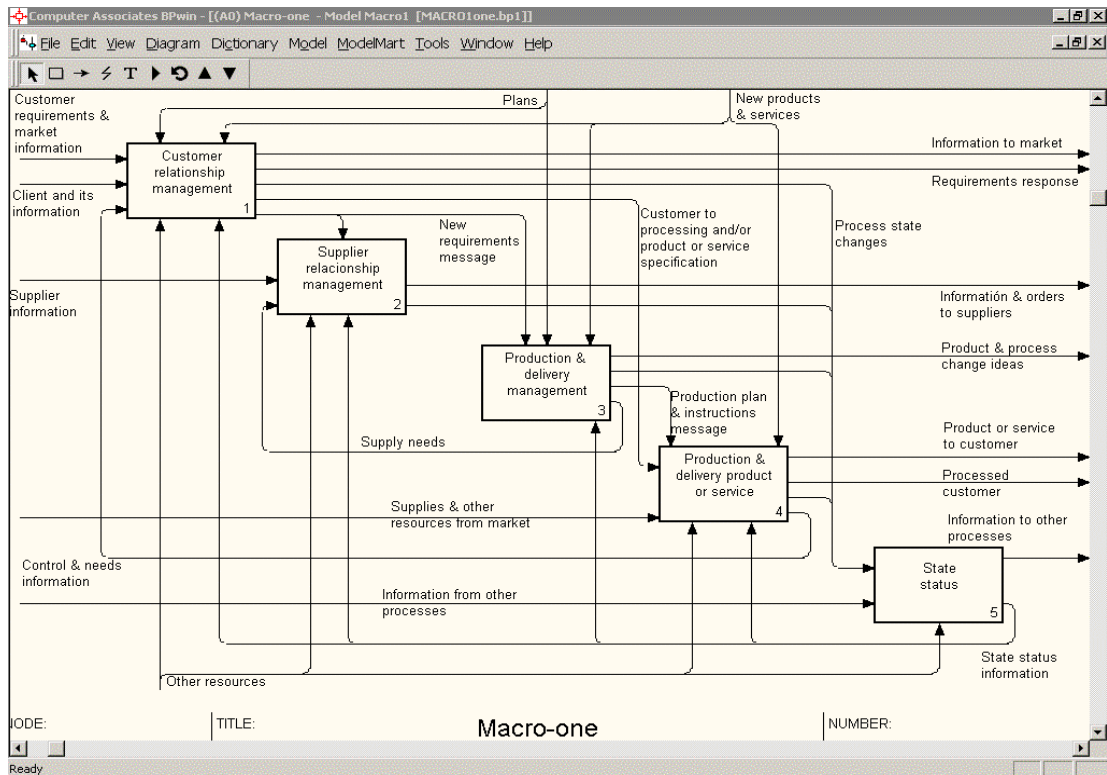 Computer Associates BPwin - [(A0) Macro-one - Model Macro1 [MACRO1one.bp1]]
File Edit View Diagram Dictionary Model ModelMart Tools Window Help
Customer
requirements &
market
information
Plans
New products
& services
Customer
relationship
management
1
Information to market
Requirements response
Client and its
information
New
requirements
message
Customer to
processing and/or
product or service
specification
Process state
changes
Supplier
relacionship
management
2
Supplier
information
Informatión & orders
to suppliers
Production &
delivery
management
3
Product & process
change ideas
Production plan
& instructions
message
Supply needs
Product or service
to customer
Production &
delivery product
or service
4
Processed
customer
Supplies & other
resources from market
Information to other
processes
Control & needs
information
State
status
5
Information from other
processes
State status
information
Other resources
IODE:
TITLE:
Macro-one
NUMBER:
Ready